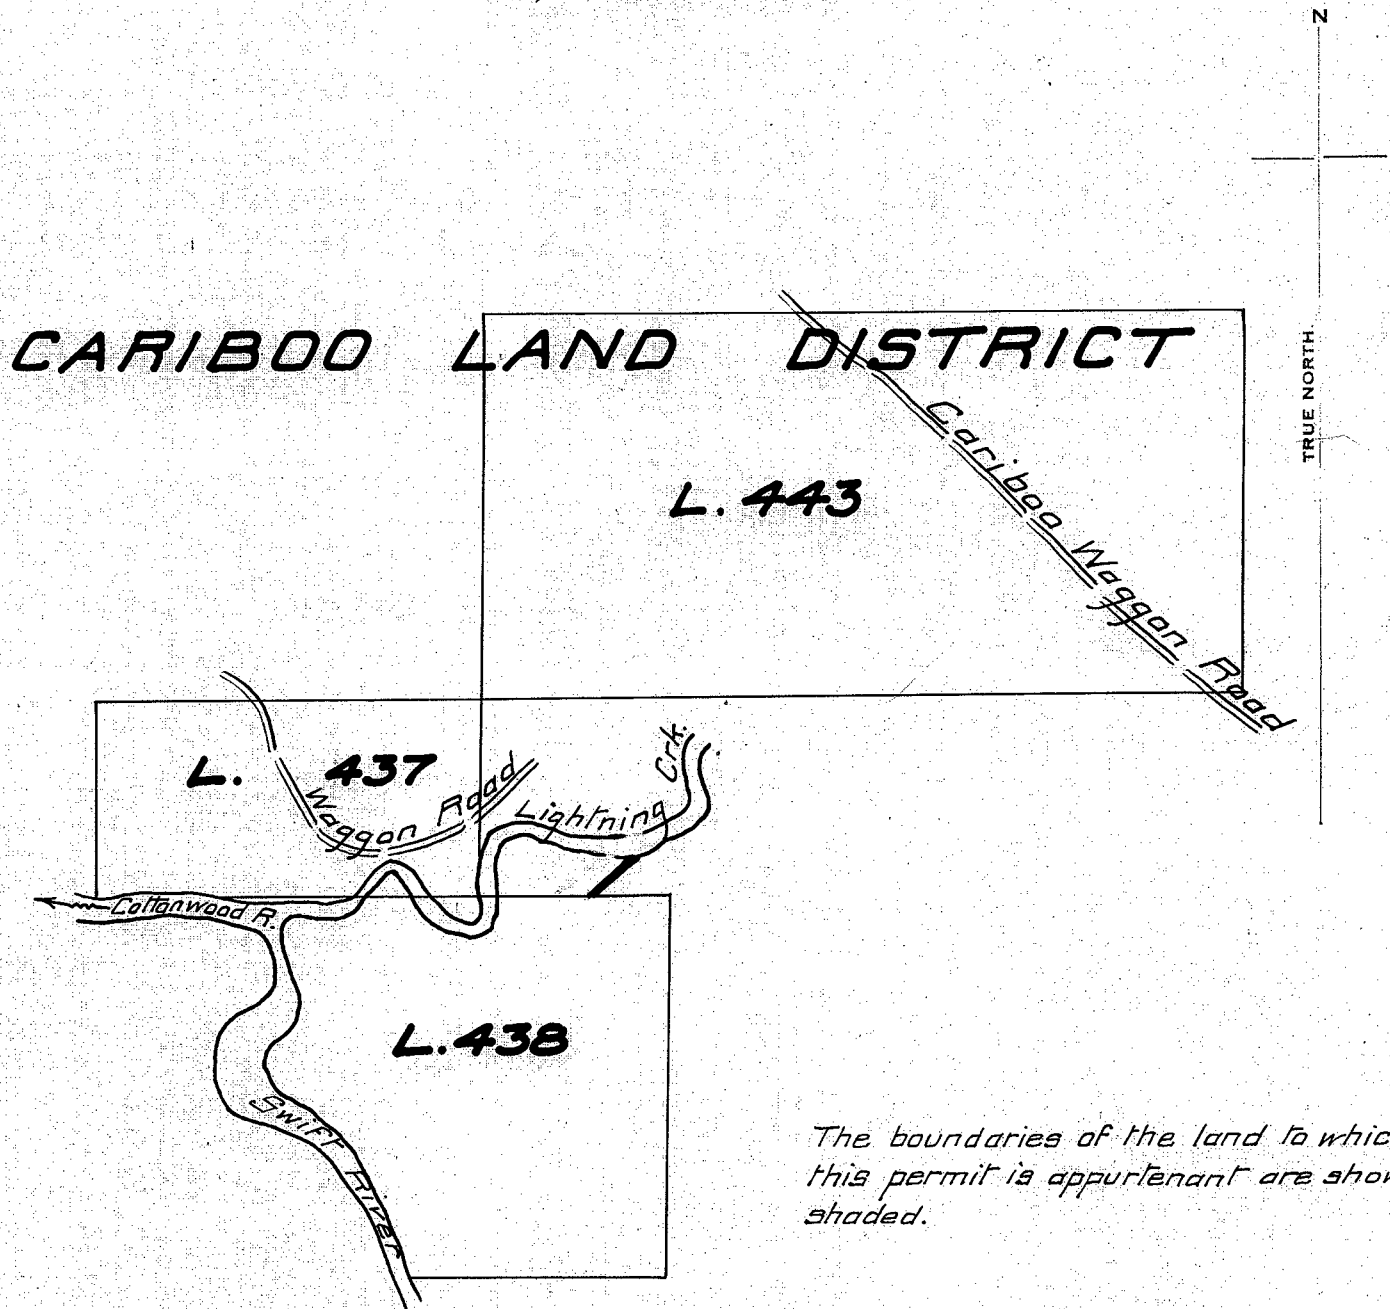 N
TRUE NORTH
CARIBOO LAND DISTRICT
Cariboo Waggon Road
L. 443
L. 437
Waggon Road
Lightning Crk.
Cottonwood R.
L. 438
Swift River
The boundaries of the land to whic
this permit is appurtenant are show
shaded.